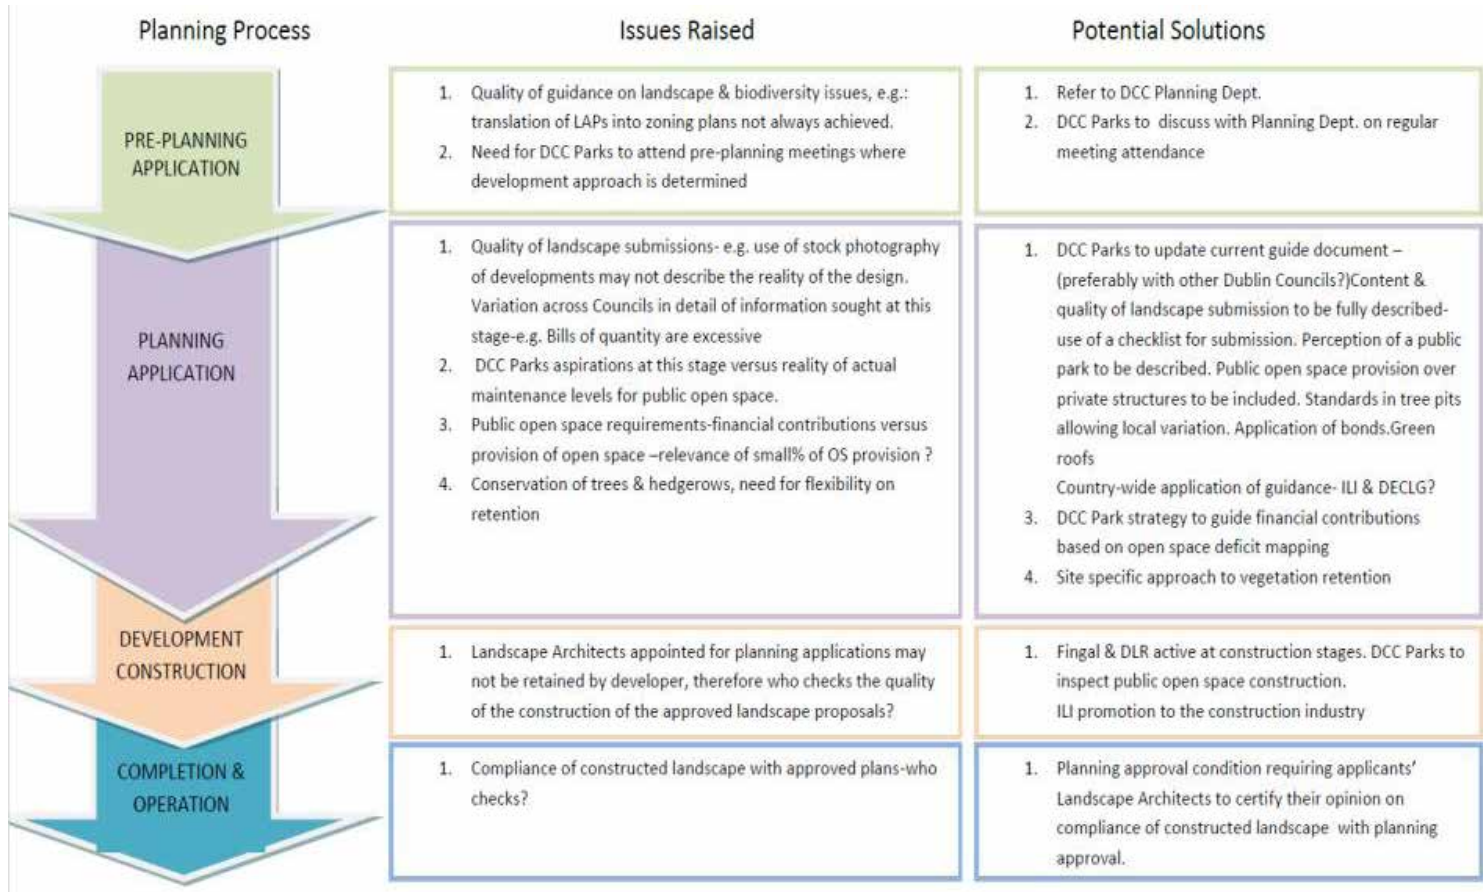 Planning Process
Issues Raised
Potential Solutions
PRE-PLANNING
APPLICATION
1. Quality of guidance on landscape & biodiversity issues, e.g.:
translation of LAPs into zoning plans not always achieved.
2. Need for DCC Parks to attend pre-planning meetings where
development approach is determined
1. Refer to DCC Planning Dept.
2. DCC Parks to discuss with Planning Dept. on regular
meeting attendance
PLANNING
APPLICATION
1. Quality of landscape submissions- e.g. use of stock photography
of developments may not describe the reality of the design.
Variation across Councils in detail of information sought at this
stage-e.g. Bills of quantity are excessive
2. DCC Parks aspirations at this stage versus reality of actual
maintenance levels for public open space.
3. Public open space requirements-financial contributions versus
provision of open space –relevance of small% of OS provision ?
4. Conservation of trees & hedgerows, need for flexibility on
retention
1. DCC Parks to update current guide document –
(preferably with other Dublin Councils?)Content &
quality of landscape submission to be fully described-
use of a checklist for submission. Perception of a public
park to be described. Public open space provision over
private structures to be included. Standards in tree pits
allowing local variation. Application of bonds.Green
roofs
Country-wide application of guidance- ILI & DECLG?
3. DCC Park strategy to guide financial contributions
based on open space deficit mapping
4. Site specific approach to vegetation retention
DEVELOPMENT
CONSTRUCTION
1. Landscape Architects appointed for planning applications may
not be retained by developer, therefore who checks the quality
of the construction of the approved landscape proposals?
1. Fingal & DLR active at construction stages. DCC Parks to
inspect public open space construction.
ILI promotion to the construction industry
COMPLETION &
OPERATION
1. Compliance of constructed landscape with approved plans-who
checks?
1. Planning approval condition requiring applicants'
Landscape Architects to certify their opinion on
compliance of constructed landscape with planning
approval.